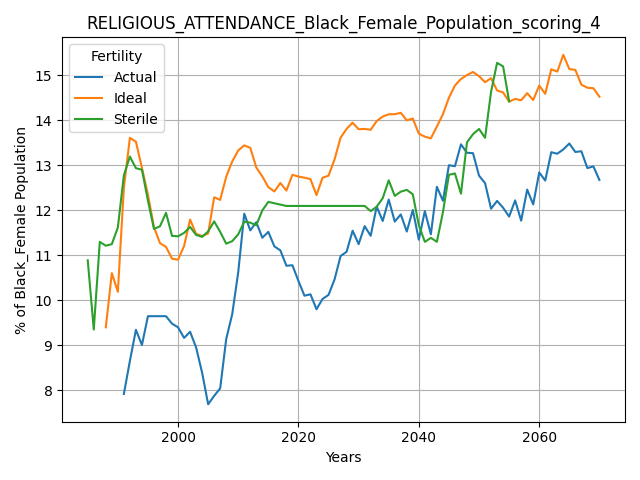 RELIGIOUS_ATTENDANCE_Black_Female_Population_scoring_4
Fertility
Actual
Ideal
Sterile
% of Black_Female Population
15
14
13
12
11
10
9
8
2000 2020 2040 2060
Years